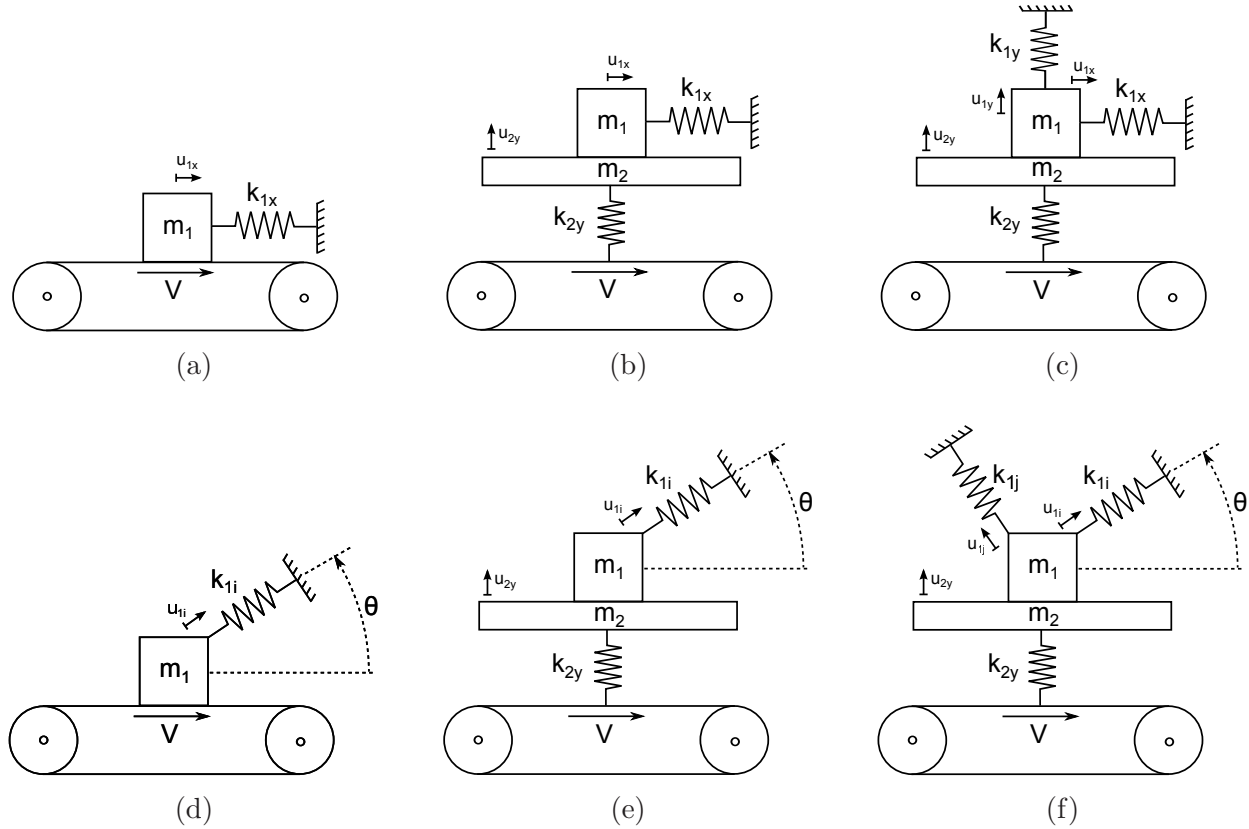 u1x
k1x
m1
V
(a)
u1x
k1x
m1
u2y
m2
k2y
V
(b)
k1y
u1x
u1y
k1x
m1
u2y
m2
k2y
V
(c)
k1i
u1i
θ
m1
V
(d)
k1i
u1i
θ
m1
u2y
m2
k2y
V
(e)
k1j
k1i
u1i
u1j
θ
m1
u2y
m2
k2y
V
(f)